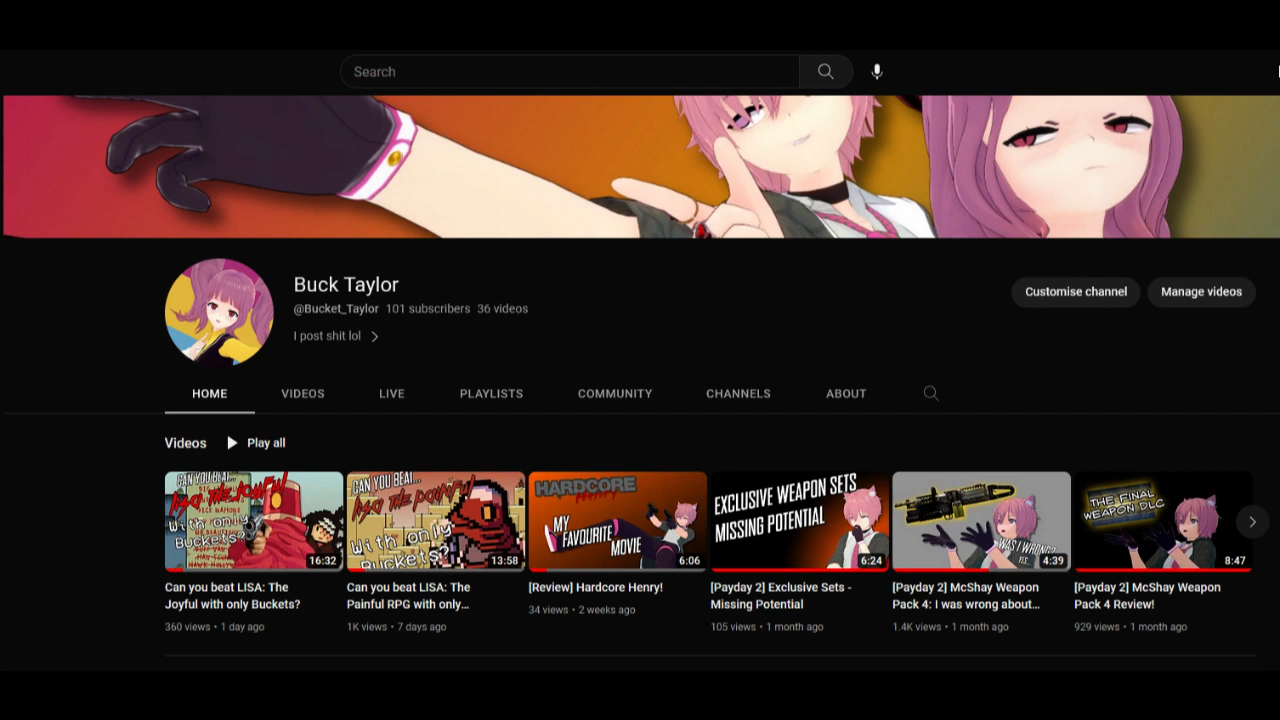 Search
Buck Taylor
@Bucket_Taylor 101 subscribers 36 videos
I post shit lol
Customise channel
Manage videos
HOME VIDEOS LIVE PLAYLISTS COMMUNITY CHANNELS ABOUT
Videos Play all
CAN YOU BEAT...
LISA THE JOYFUL
with only
Buckets?
16:32
CAN YOU BEAT...
LISA THE PAINFUL
With only
Buckets?
13:58
HARDCORE
Henry
MY
FAVOURITE
MOVIE
6:06
EXCLUSIVE WEAPON SETS
MISSING POTENTIAL
6:24
WAS I WRONG?
YES...
4:39
THE FINAL
WEAPON DLC
8:47
Can you beat LISA: The
Joyful with only Buckets?
360 views • 1 day ago
Can you beat LISA: The
Painful RPG with only...
1K views • 7 days ago
[Review] Hardcore Henry!
34 views • 2 weeks ago
[Payday 2] Exclusive Sets -
Missing Potential
105 views • 1 month ago
[Payday 2] McShay Weapon
Pack 4: I was wrong about...
1.4K views • 1 month ago
[Payday 2] McShay Weapon
Pack 4 Review!
929 views • 1 month ago